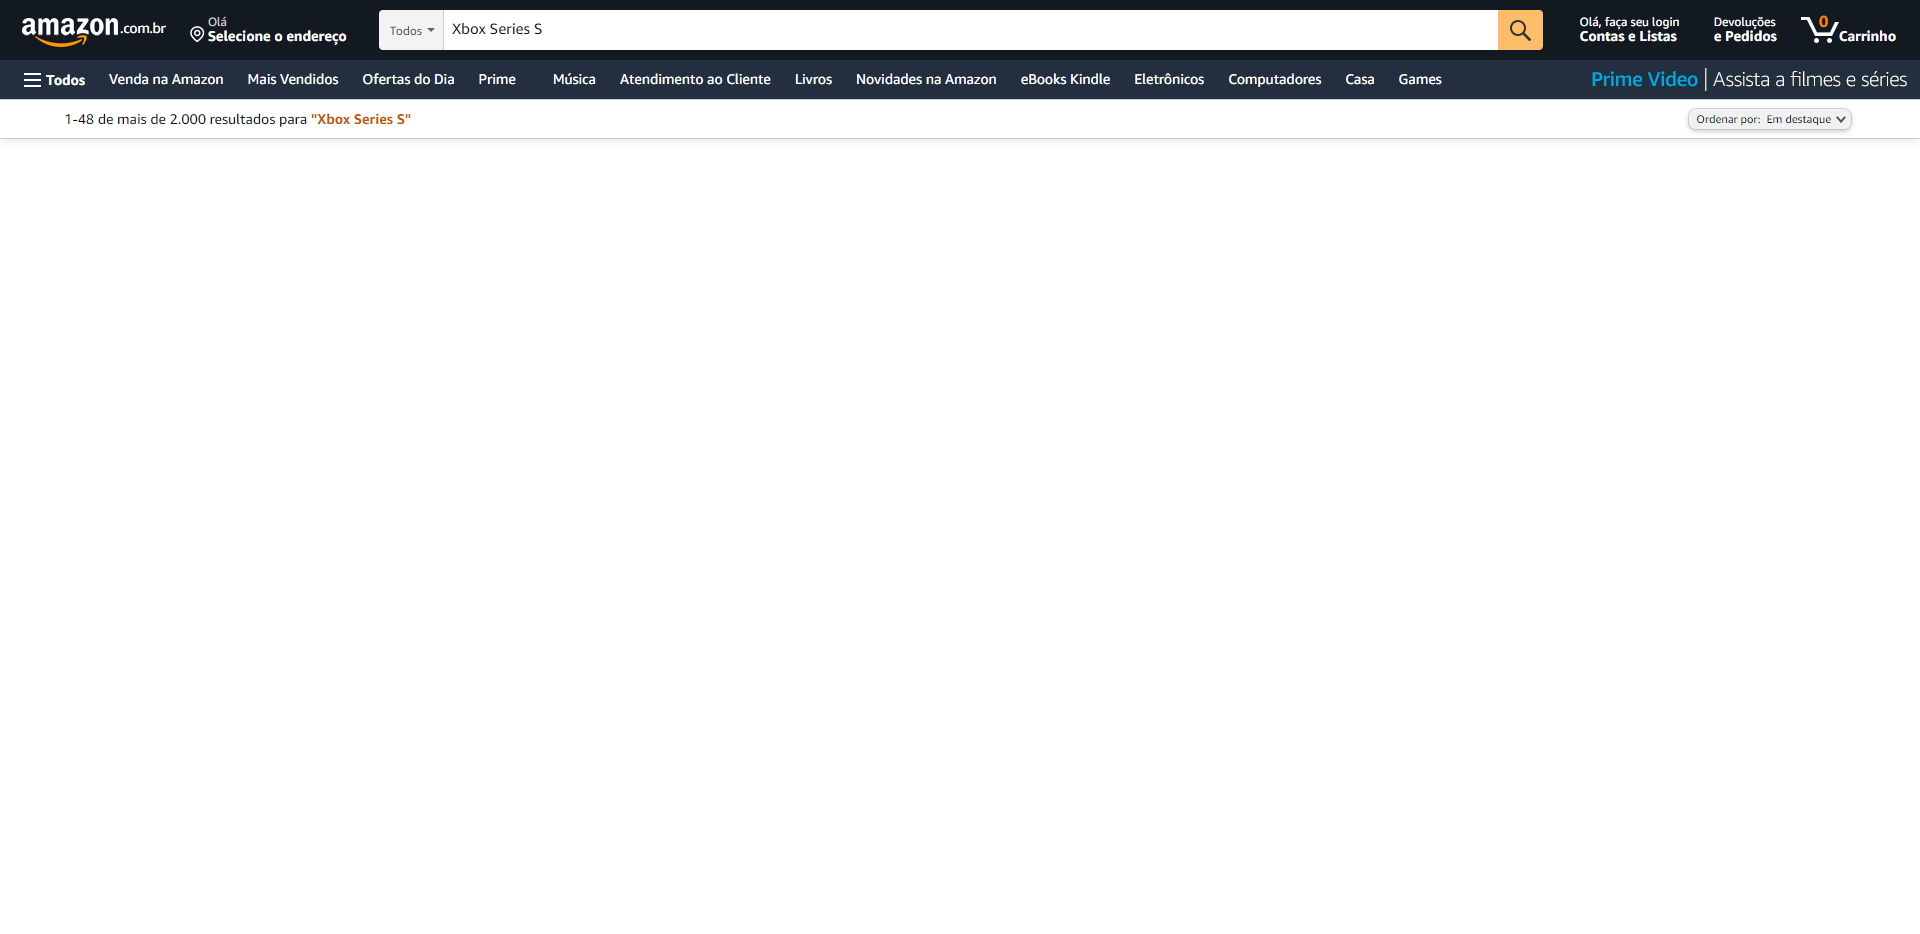 amazon.com.br
Olá
Selecione o endereço
Todos
Xbox Series S
Olá, faça seu login
Contas e Listas
Devoluções
e Pedidos
0
Carrinho
Todos
Venda na Amazon
Mais Vendidos
Ofertas do Dia
Prime
Música
Atendimento ao Cliente
Livros
Novidades na Amazon
eBooks Kindle
Eletrônicos
Computadores
Casa
Games
Prime Video | Assista a filmes e séries
1-48 de mais de 2.000 resultados para "Xbox Series S"
Ordenar por: Em destaque